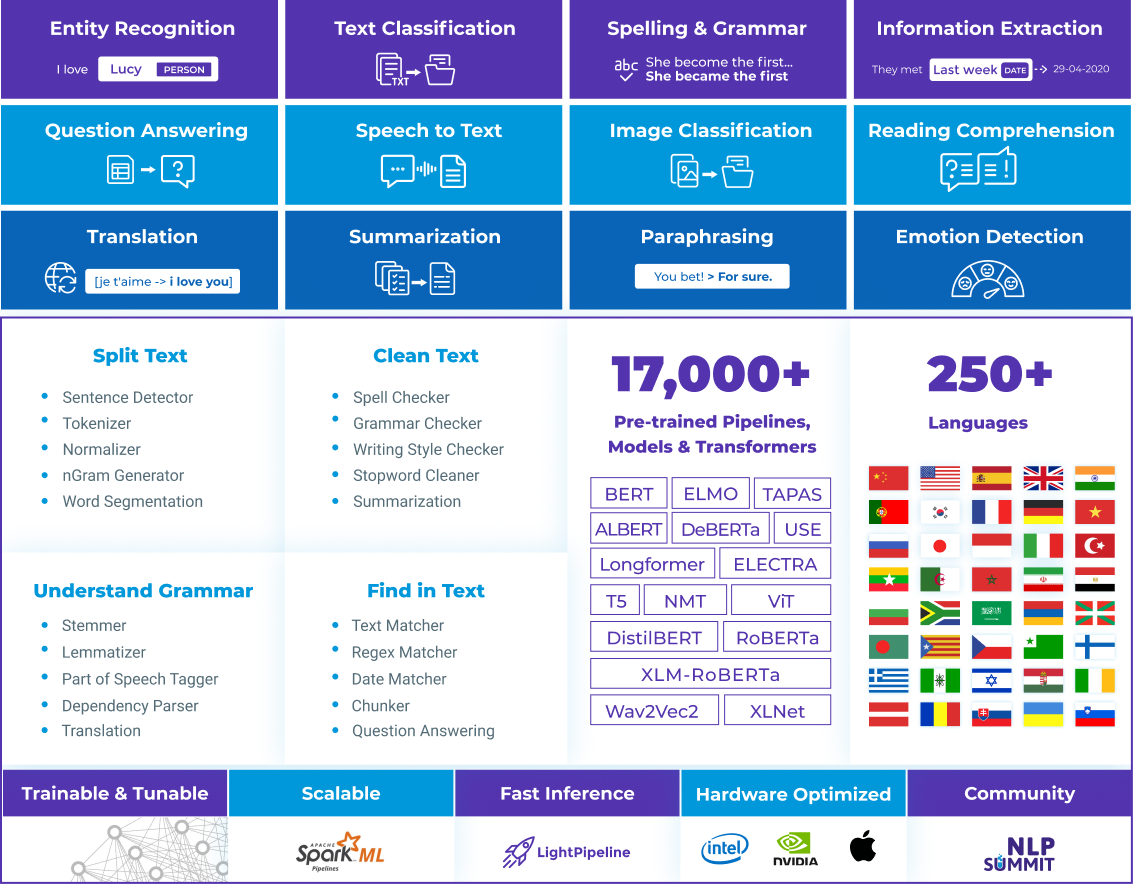 Entity Recognition
I love Lucy PERSON
Text Classification
TXT
Spelling & Grammar
abc She become the first...
She became the first
Information Extraction
They met Last week DATE 29-04-2020
Question Answering
?
Speech to Text
...
Image Classification
Reading Comprehension
? !
Translation
[je t'aime -> i love you]
Summarization
Paraphrasing
You bet! > For sure.
Emotion Detection
Split Text
• Sentence Detector
• Tokenizer
• Normalizer
• nGram Generator
• Word Segmentation
Clean Text
• Spell Checker
• Grammar Checker
• Writing Style Checker
• Stopword Cleaner
• Summarization
Understand Grammar
• Stemmer
• Lemmatizer
• Part of Speech Tagger
• Dependency Parser
• Translation
Find in Text
• Text Matcher
• Regex Matcher
• Date Matcher
• Chunker
• Question Answering
17,000+
Pre-trained Pipelines,
Models & Transformers
BERT ELMO TAPAS
ALBERT DeBERTa USE
Longformer ELECTRA
T5 NMT ViT
DistilBERT RoBERTa
XLM-RoBERTa
Wav2Vec2 XLNet
250+
Languages
Trainable & Tunable
Scalable
APACHE
Spark ML
Pipelines
Fast Inference
LightPipeline
Hardware Optimized
intel
NVIDIA
Community
NLP
SUMMIT